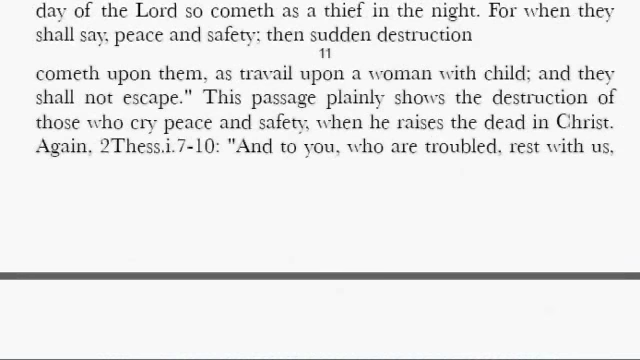 day of the Lord so cometh as a thief in the night. For when they
shall say, peace and safety; then sudden destruction
11
cometh upon them, as travail upon a woman with child; and they
shall not escape." This passage plainly shows the destruction of
those who cry peace and safety, when he raises the dead in Christ.
Again, 2Thess.i.7-10: "And to you, who are troubled, rest with us,